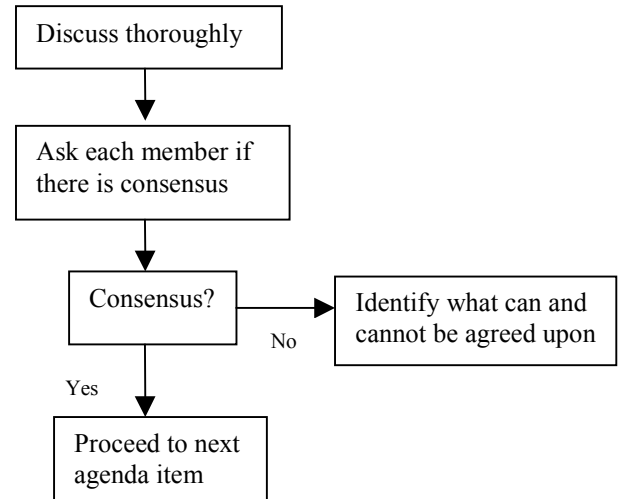 Discuss thoroughly
Ask each member if
there is consensus
Consensus?
Identify what can and
cannot be agreed upon
No
Yes
Proceed to next
agenda item